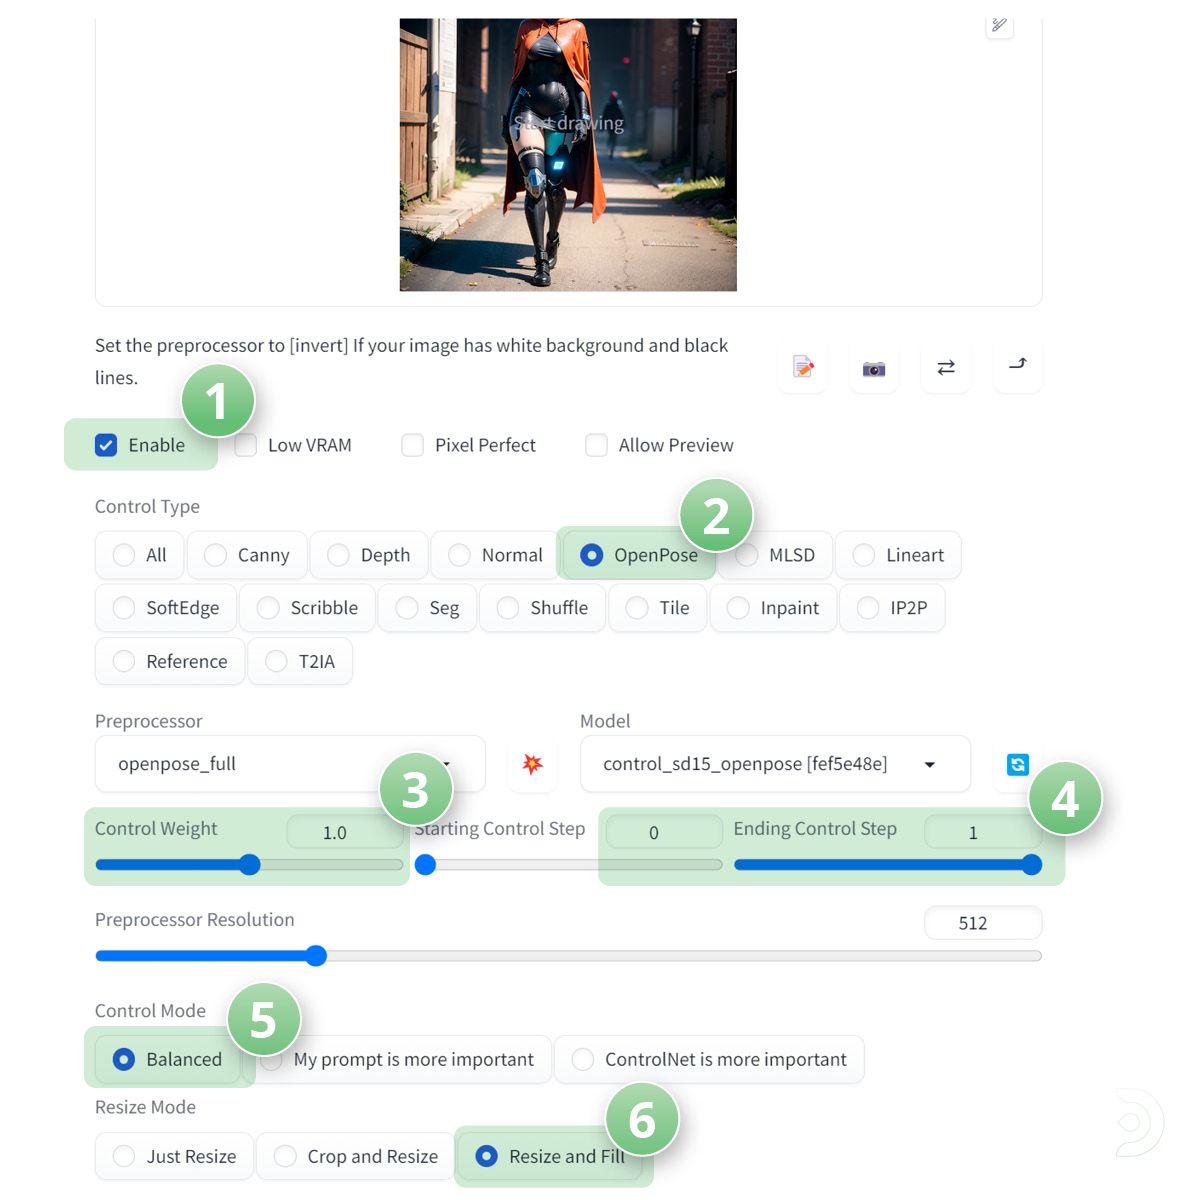 Start drawing
Set the preprocessor to [invert] If your image has white background and black
lines.
1
Enable Low VRAM Pixel Perfect Allow Preview
Control Type
2
All Canny Depth Normal OpenPose MLSD Lineart
SoftEdge Scribble Seg Shuffle Tile Inpaint IP2P
Reference T2IA
Preprocessor Model
openpose_full control_sd15_openpose [fef5e48e]
3 4
Control Weight 1.0 Starting Control Step 0 Ending Control Step 1
Preprocessor Resolution 512
Control Mode
5
Balanced My prompt is more important ControlNet is more important
Resize Mode
6
Just Resize Crop and Resize Resize and Fill